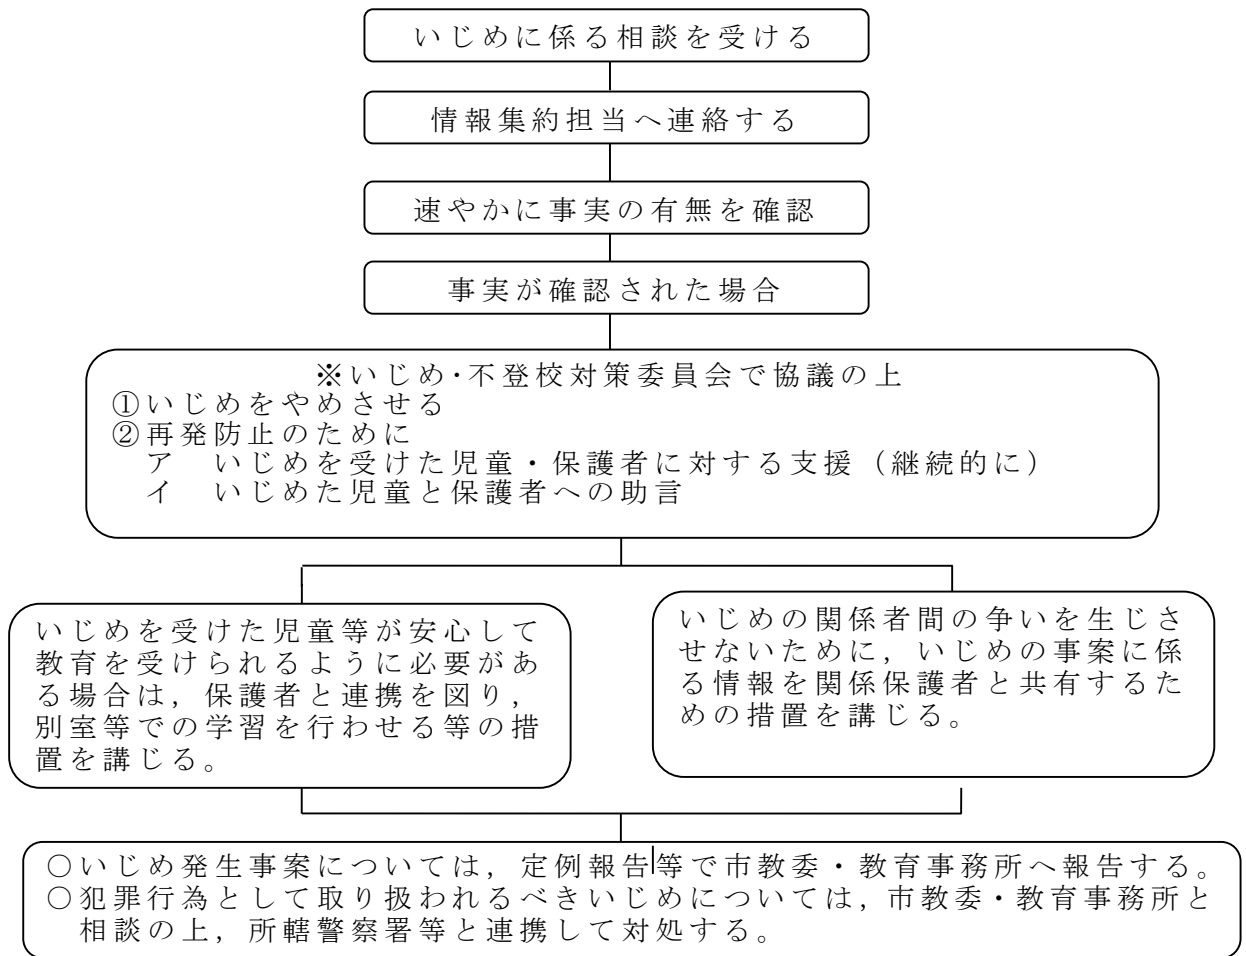 いじめに係る相談を受ける
情報集約担当へ連絡する
速やかに事実の有無を確認
事実が確認された場合
※いじめ・不登校対策委員会で協議の上
①いじめをやめさせる
②再発防止のために
ア　いじめを受けた児童・保護者に対する支援（継続的に）
イ　いじめた児童と保護者への助言
いじめを受けた児童等が安心して
教育を受けられるように必要があ
る場合は，保護者と連携を図り，
別室等での学習を行わせる等の措
置を講じる。
いじめの関係者間の争いを生じさ
せないために，いじめの事案に係
る情報を関係保護者と共有するた
めの措置を講じる。
○いじめ発生事案については，定例報告等で市教委・教育事務所へ報告する。
○犯罪行為として取り扱われるべきいじめについては，市教委・教育事務所と
相談の上，所轄警察署等と連携して対処する。